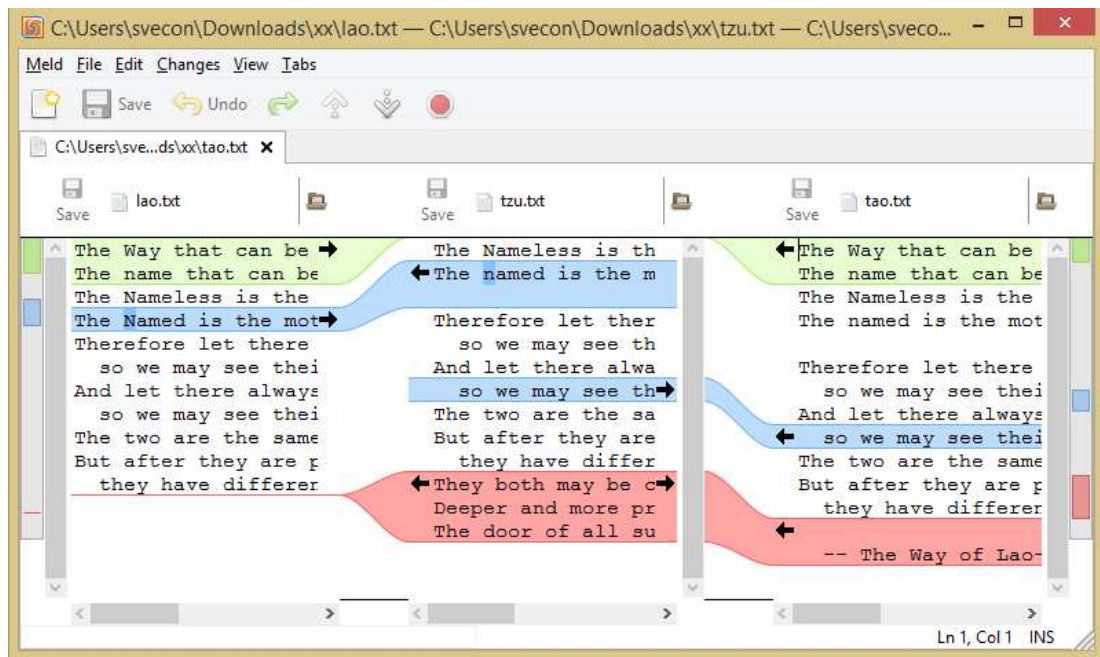 C:\Users\svecon\Downloads\xx\lao.txt — C:\Users\svecon\Downloads\xx\tzu.txt — C:\Users\sveco...
Meld File Edit Changes View Tabs
Save Undo
C:\Users\sve...ds\xx\tao.txt
Save lao.txt
Save tzu.txt
Save tao.txt
The Way that can be
The name that can be
The Nameless is the
The Named is the mot
Therefore let there
so we may see thei
And let there always
so we may see thei
The two are the same
But after they are p
they have differen
The Nameless is th
The named is the m
Therefore let ther
so we may see th
And let there alwa
so we may see th
The two are the sa
But after they are
they have differ
They both may be c
Deeper and more pr
The door of all su
The Way that can be
The name that can be
The Nameless is the
The named is the mot
Therefore let there
so we may see thei
And let there always
so we may see thei
The two are the same
But after they are p
they have differen
-- The Way of Lao-
Ln 1, Col 1 INS